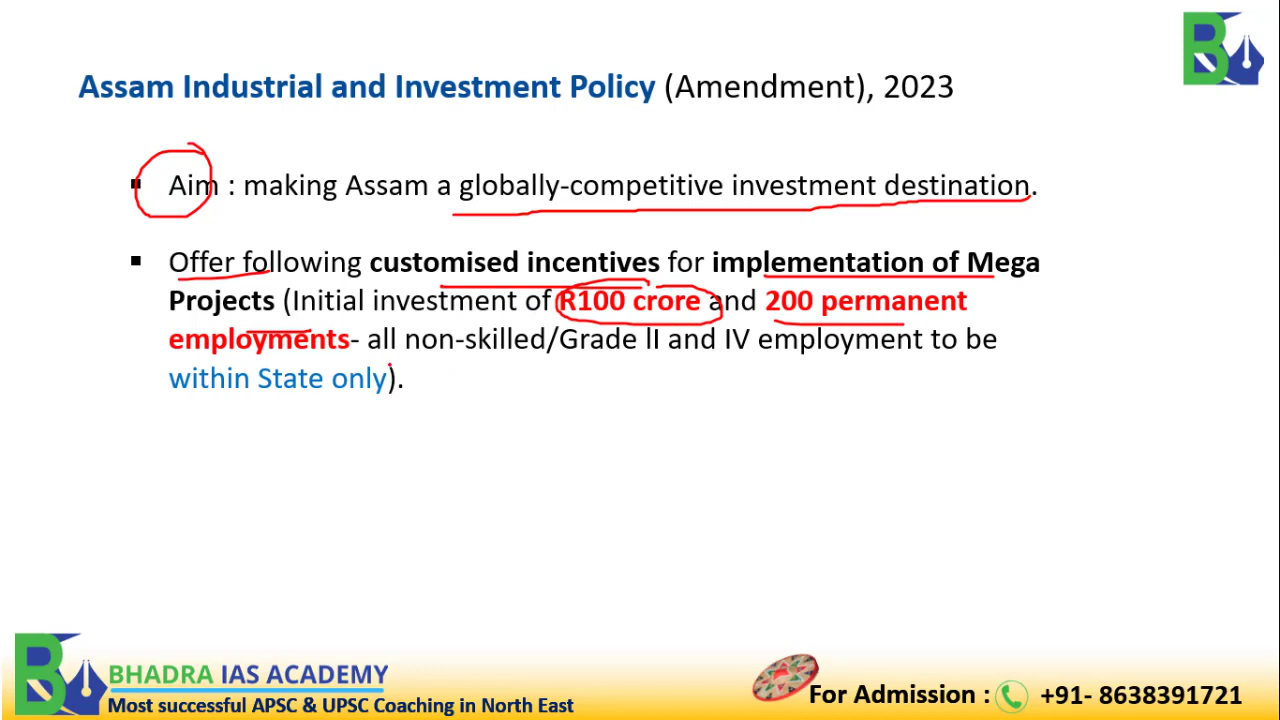 Assam Industrial and Investment Policy (Amendment), 2023
▪ Aim : making Assam a globally-competitive investment destination.
▪ Offer following customised incentives for implementation of Mega
Projects (Initial investment of R100 crore and 200 permanent
employments- all non-skilled/Grade lI and IV employment to be
within State only).
BHADRA IAS ACADEMY
Most successful APSC & UPSC Coaching in North East
For Admission : +91- 8638391721